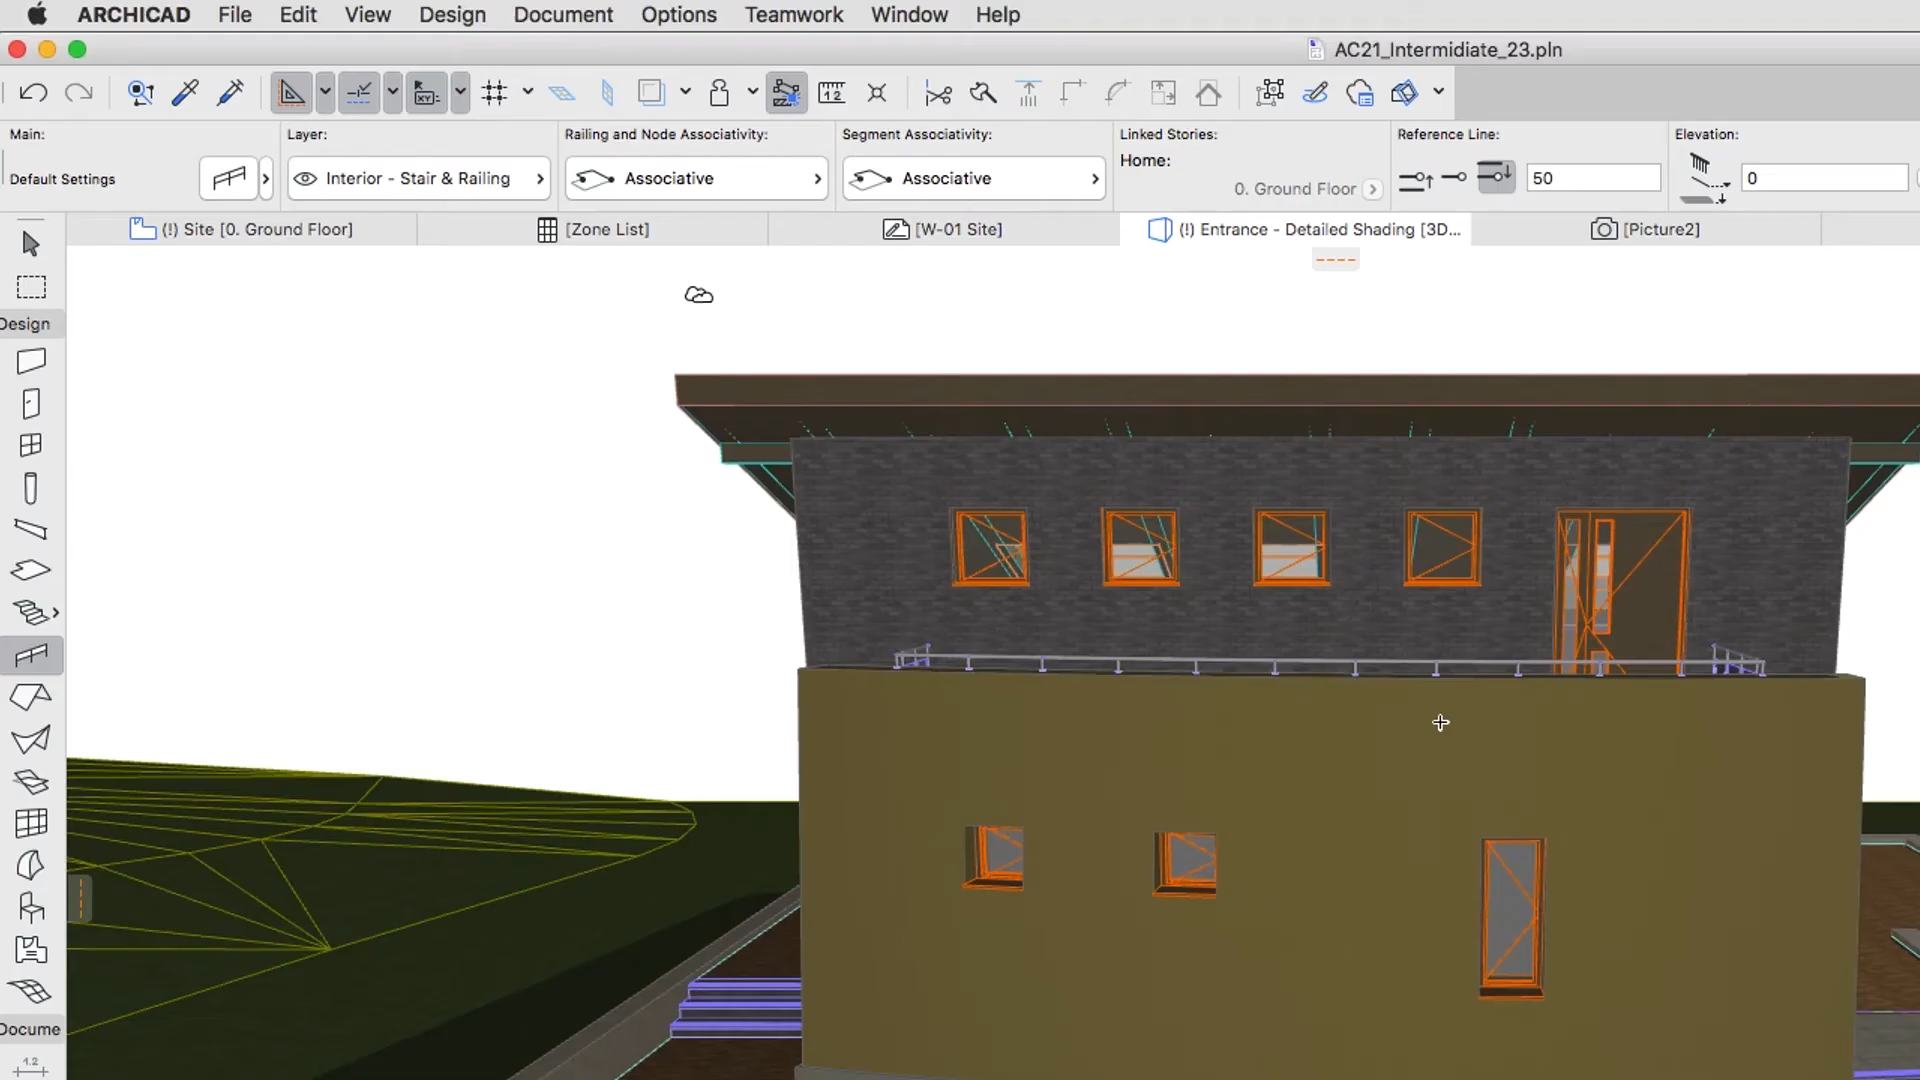 ARCHICAD File Edit View Design Document Options Teamwork Window Help
AC21_Intermidiate_23.pln
Main: Layer: Railing and Node Associativity: Segment Associativity: Linked Stories: Reference Line: Elevation:
Home:
Default Settings Interior - Stair & Railing Associative Associative 0. Ground Floor 50 0
(!) Site [0. Ground Floor] [Zone List] [W-01 Site] (!) Entrance - Detailed Shading [3D... [Picture2]
Design
Docume
1.2